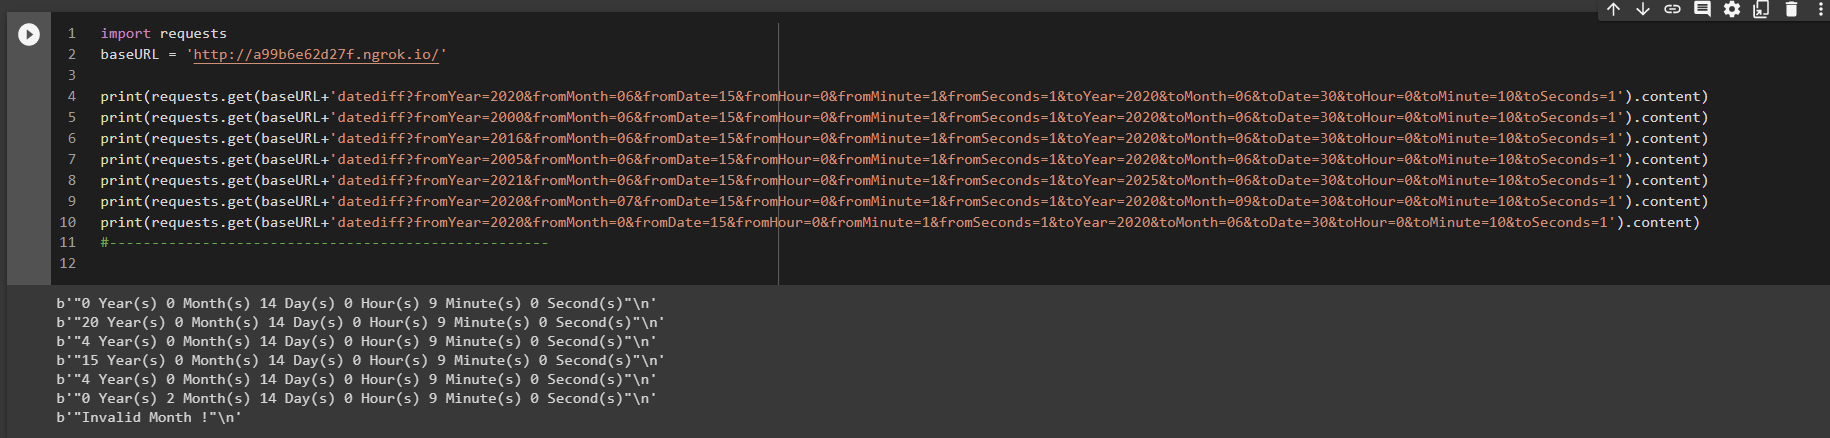 1 import requests
2 baseURL = 'http://a99b6e62d27f.ngrok.io/'
3
4 print(requests.get(baseURL+'datediff?fromYear=2020&fromMonth=06&fromDate=15&fromHour=0&fromMinute=1&fromSeconds=1&toYear=2020&toMonth=06&toDate=30&toHour=0&toMinute=10&toSeconds=1').content)
5 print(requests.get(baseURL+'datediff?fromYear=2000&fromMonth=06&fromDate=15&fromHour=0&fromMinute=1&fromSeconds=1&toYear=2020&toMonth=06&toDate=30&toHour=0&toMinute=10&toSeconds=1').content)
6 print(requests.get(baseURL+'datediff?fromYear=2016&fromMonth=06&fromDate=15&fromHour=0&fromMinute=1&fromSeconds=1&toYear=2020&toMonth=06&toDate=30&toHour=0&toMinute=10&toSeconds=1').content)
7 print(requests.get(baseURL+'datediff?fromYear=2005&fromMonth=06&fromDate=15&fromHour=0&fromMinute=1&fromSeconds=1&toYear=2020&toMonth=06&toDate=30&toHour=0&toMinute=10&toSeconds=1').content)
8 print(requests.get(baseURL+'datediff?fromYear=2021&fromMonth=06&fromDate=15&fromHour=0&fromMinute=1&fromSeconds=1&toYear=2025&toMonth=06&toDate=30&toHour=0&toMinute=10&toSeconds=1').content)
9 print(requests.get(baseURL+'datediff?fromYear=2020&fromMonth=07&fromDate=15&fromHour=0&fromMinute=1&fromSeconds=1&toYear=2020&toMonth=09&toDate=30&toHour=0&toMinute=10&toSeconds=1').content)
10 print(requests.get(baseURL+'datediff?fromYear=2020&fromMonth=0&fromDate=15&fromHour=0&fromMinute=1&fromSeconds=1&toYear=2020&toMonth=06&toDate=30&toHour=0&toMinute=10&toSeconds=1').content)
11 #----------------------------------------------------
12
b'"0 Year(s) 0 Month(s) 14 Day(s) 0 Hour(s) 9 Minute(s) 0 Second(s)"\n'
b'"20 Year(s) 0 Month(s) 14 Day(s) 0 Hour(s) 9 Minute(s) 0 Second(s)"\n'
b'"4 Year(s) 0 Month(s) 14 Day(s) 0 Hour(s) 9 Minute(s) 0 Second(s)"\n'
b'"15 Year(s) 0 Month(s) 14 Day(s) 0 Hour(s) 9 Minute(s) 0 Second(s)"\n'
b'"4 Year(s) 0 Month(s) 14 Day(s) 0 Hour(s) 9 Minute(s) 0 Second(s)"\n'
b'"0 Year(s) 2 Month(s) 14 Day(s) 0 Hour(s) 9 Minute(s) 0 Second(s)"\n'
b'"Invalid Month !"\n'